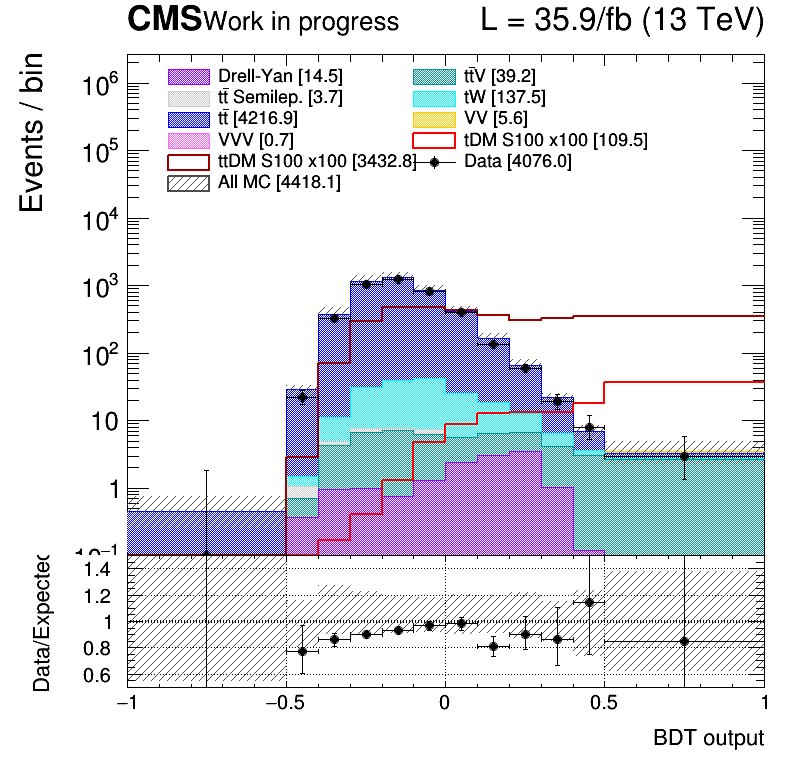 CMS Work in progress L = 35.9/fb (13 TeV)
Events / bin
Drell-Yan [14.5] tt̄V [39.2]
tt̄ Semilep. [3.7] tW [137.5]
tt̄ [4216.9] VV [5.6]
VVV [0.7] tDM S100 x100 [109.5]
ttDM S100 x100 [3432.8] Data [4076.0]
All MC [4418.1]
10⁶
10⁵
10⁴
10³
10²
10
1
10⁻¹
Data/Expected
1.4
1.2
1
0.8
0.6
−1 −0.5 0 0.5 1
BDT output